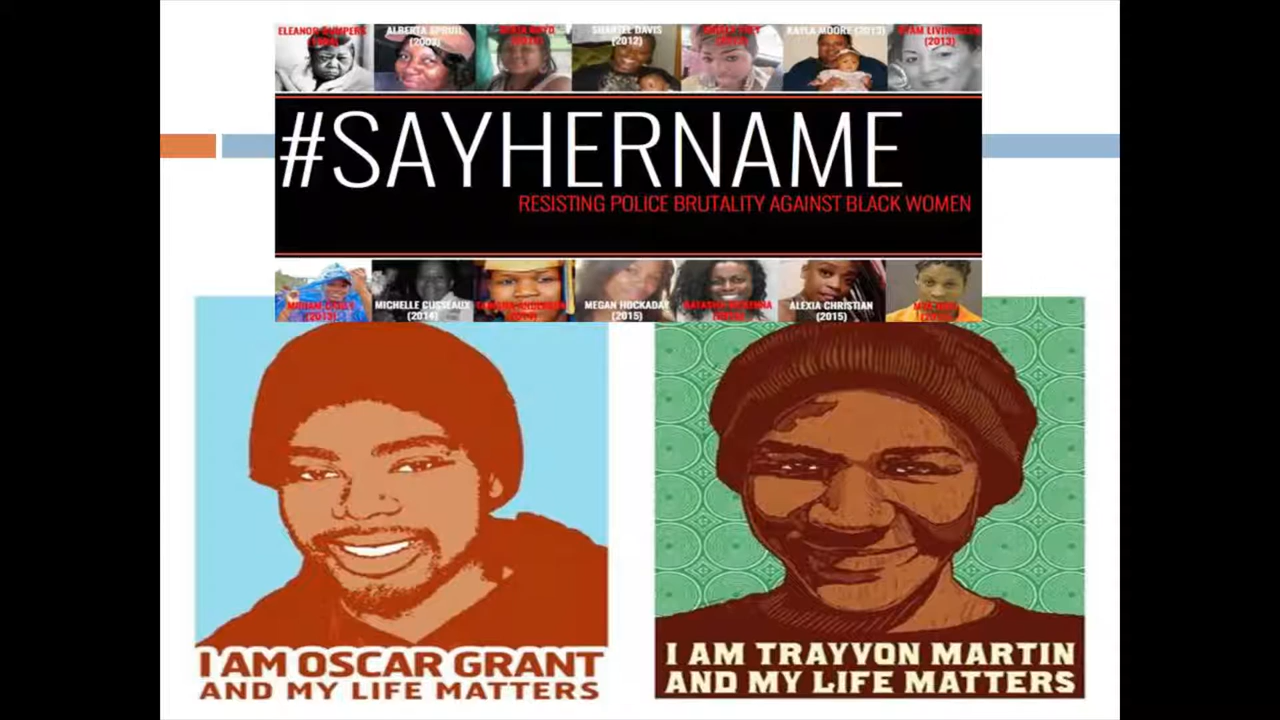 ELEANOR BUMPERS
ALBERTA SPRUIL
SHANTEL DAVIS
(2012)
KAYLA MOORE (2013)
(2013)
#SAYHERNAME
RESISTING POLICE BRUTALITY AGAINST BLACK WOMEN
(2013)
MICHELLE CUSSEAUX
(2014)
MEGAN HOCKADAY
(2015)
ALEXIA CHRISTIAN
(2015)
I AM OSCAR GRANT
AND MY LIFE MATTERS
I AM TRAYVON MARTIN
AND MY LIFE MATTERS